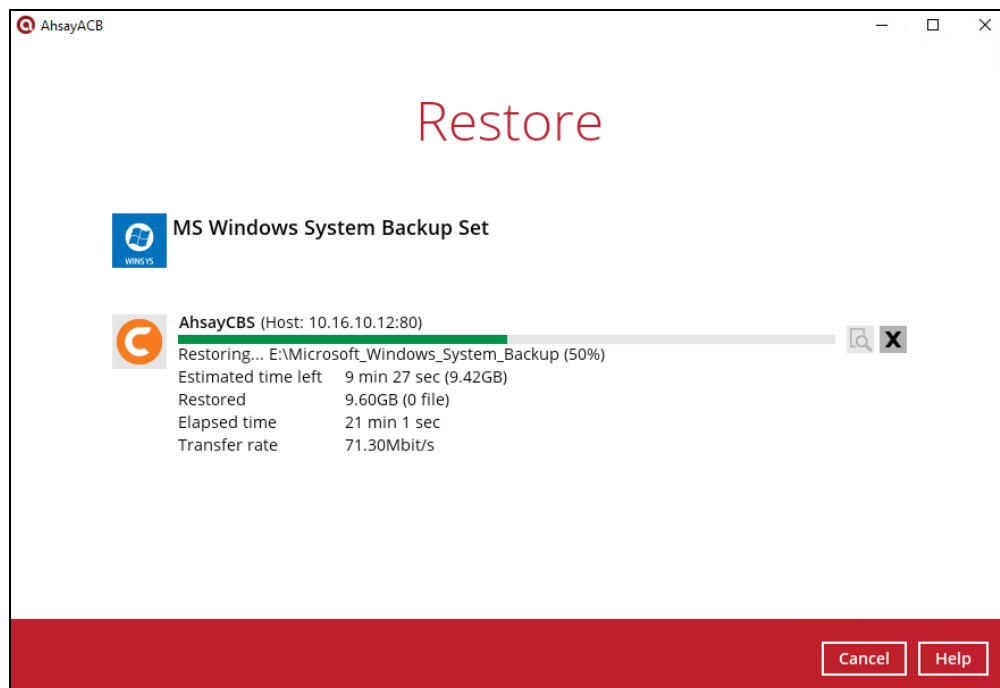 AhsayACB
Restore
MS Windows System Backup Set
WINSYS
AhsayCBS (Host: 10.16.10.12:80)
Restoring... E:\Microsoft_Windows_System_Backup (50%)
Estimated time left 9 min 27 sec (9.42GB)
Restored 9.60GB (0 file)
Elapsed time 21 min 1 sec
Transfer rate 71.30Mbit/s
Cancel Help